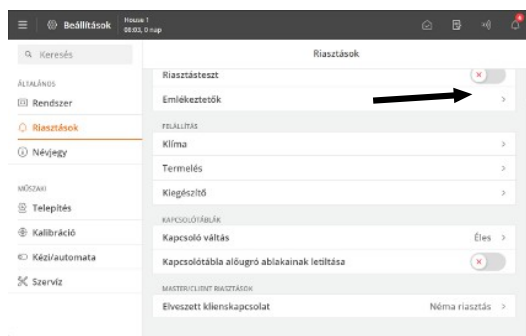 Beállítások
House 1
08:03, 0 nap
Keresés
Riasztások
ÁLTALÁNOS
Rendszer
Riasztások
Névjegy
MŰSZAKI
Telepítés
Kalibráció
Kézi/automata
Szerviz
Riasztásteszt
Emlékeztetők
FELÁLLÍTÁS
Klíma
Termelés
Kiegészítő
KAPCSOLÓTÁBLÁK
Kapcsoló váltás Éles
Kapcsolótábla alőugró ablakainak letiltása
MASTER/CLIENT RIASZTÁSOK
Elveszett klienskapcsolat Néma riasztás